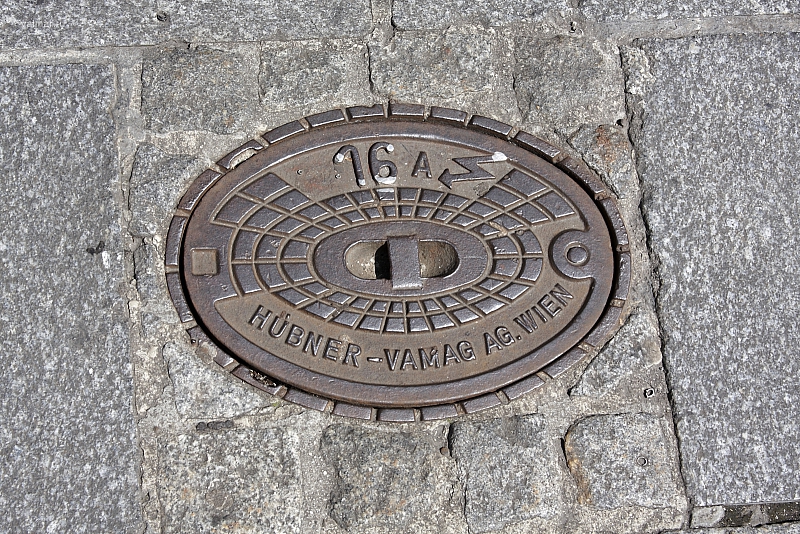 16 A
HÜBNER-VAMAG AG. WIEN